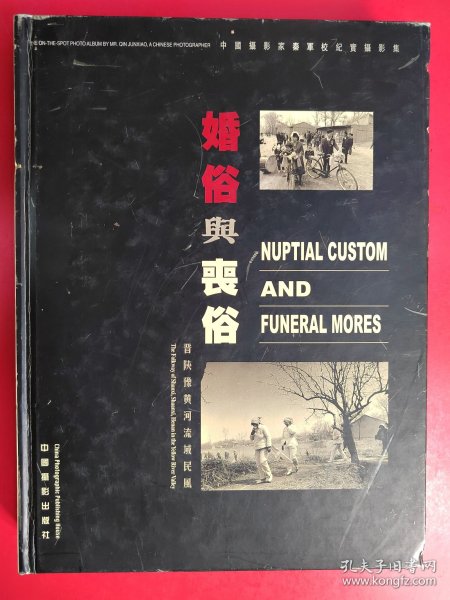 ON-THE-SPOT PHOTO ALBUM BY MR. QIN JUNXIAO, A CHINESE PHOTOGRAPHER
中國攝影家秦軍校紀實攝影集
婚俗與喪俗
NUPTIAL CUSTOM
AND
FUNERAL MORES
晋陝豫黄河流域民風
The Folkway of Shanxi, Shaanxi, Henan in the Yellow River Valley
China Photographic Publishing House
中國攝影出版社
孔夫子旧书网
www.kongfz.com